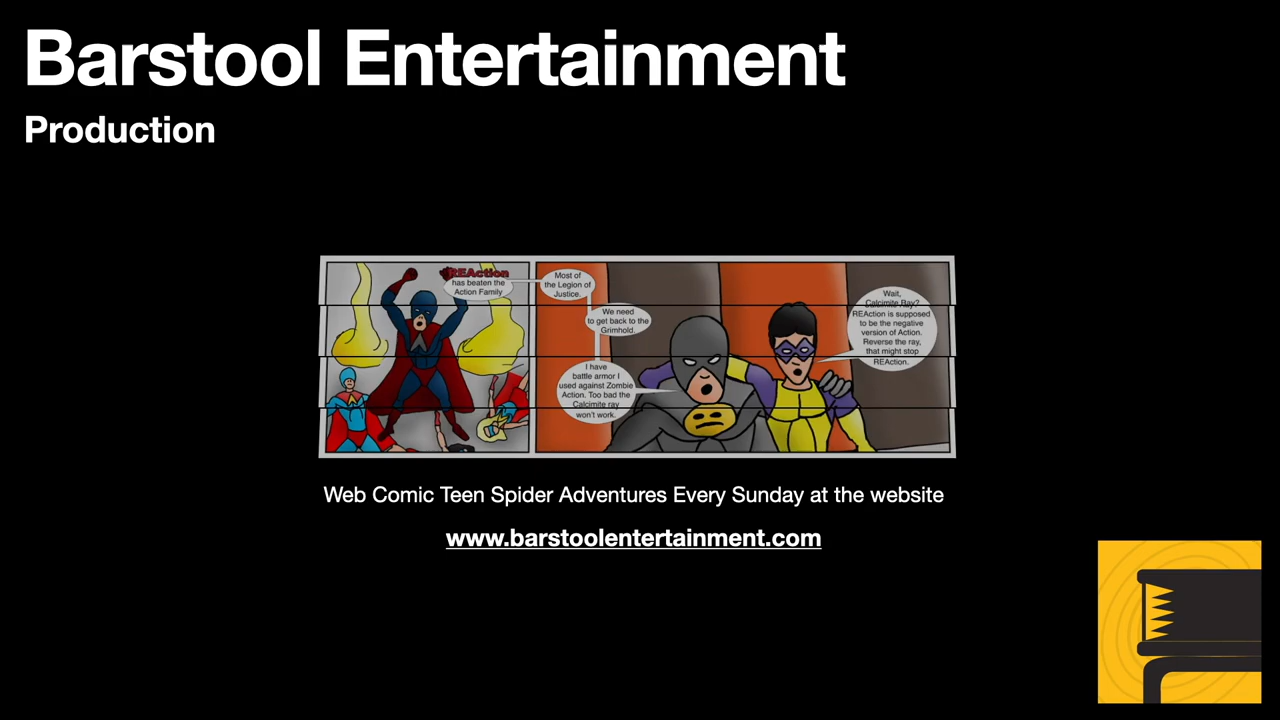 Barstool Entertainment
Production
REAction
has beaten the
Action Family
Most of
the Legion of
Justice.
We need
to get back to the
Grimhold.
I have
battle armor I
used against Zombie
Action. Too bad the
Calcimite ray
won't work.
Wait,
Calcimite Ray?
REAction is supposed
to be the negative
version of Action.
Reverse the ray,
that might stop
REAction.
Web Comic Teen Spider Adventures Every Sunday at the website
www.barstoolentertainment.com